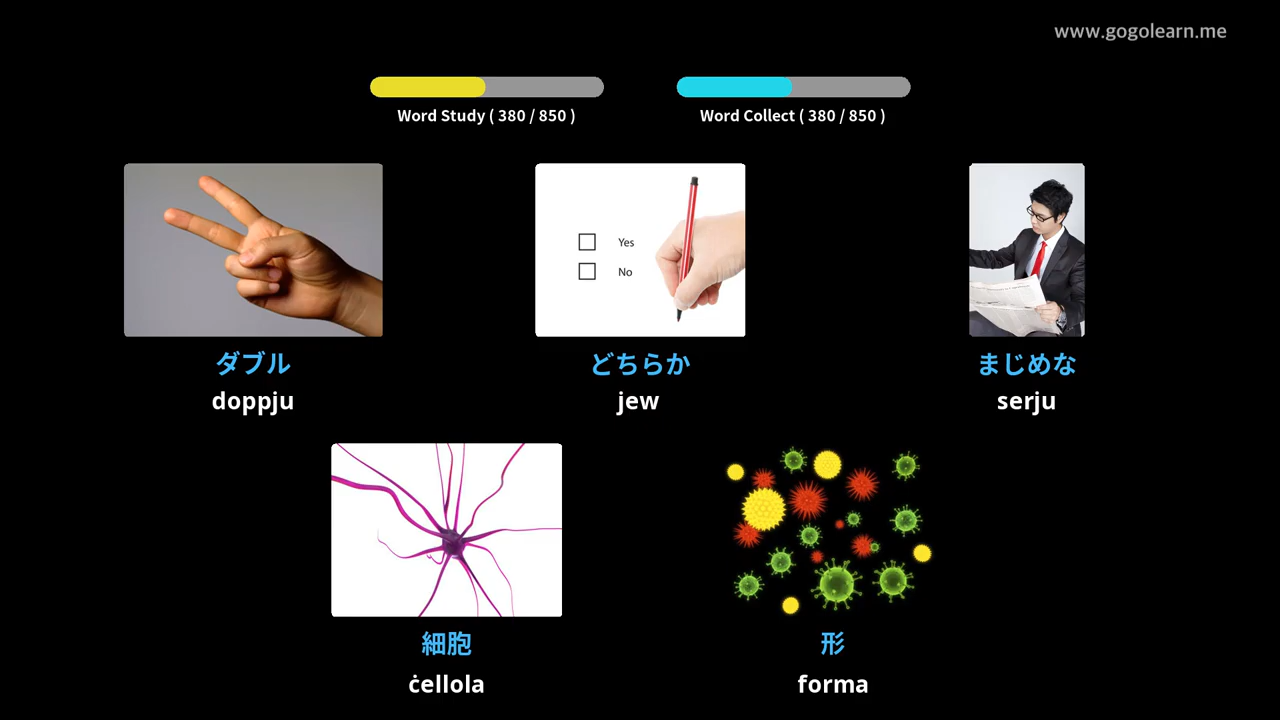 www.gogolearn.me
Word Study ( 380 / 850 )
Word Collect ( 380 / 850 )
Yes
No
ダブル
どちらか
まじめな
doppju
jew
serju
細胞
形
ċellola
forma